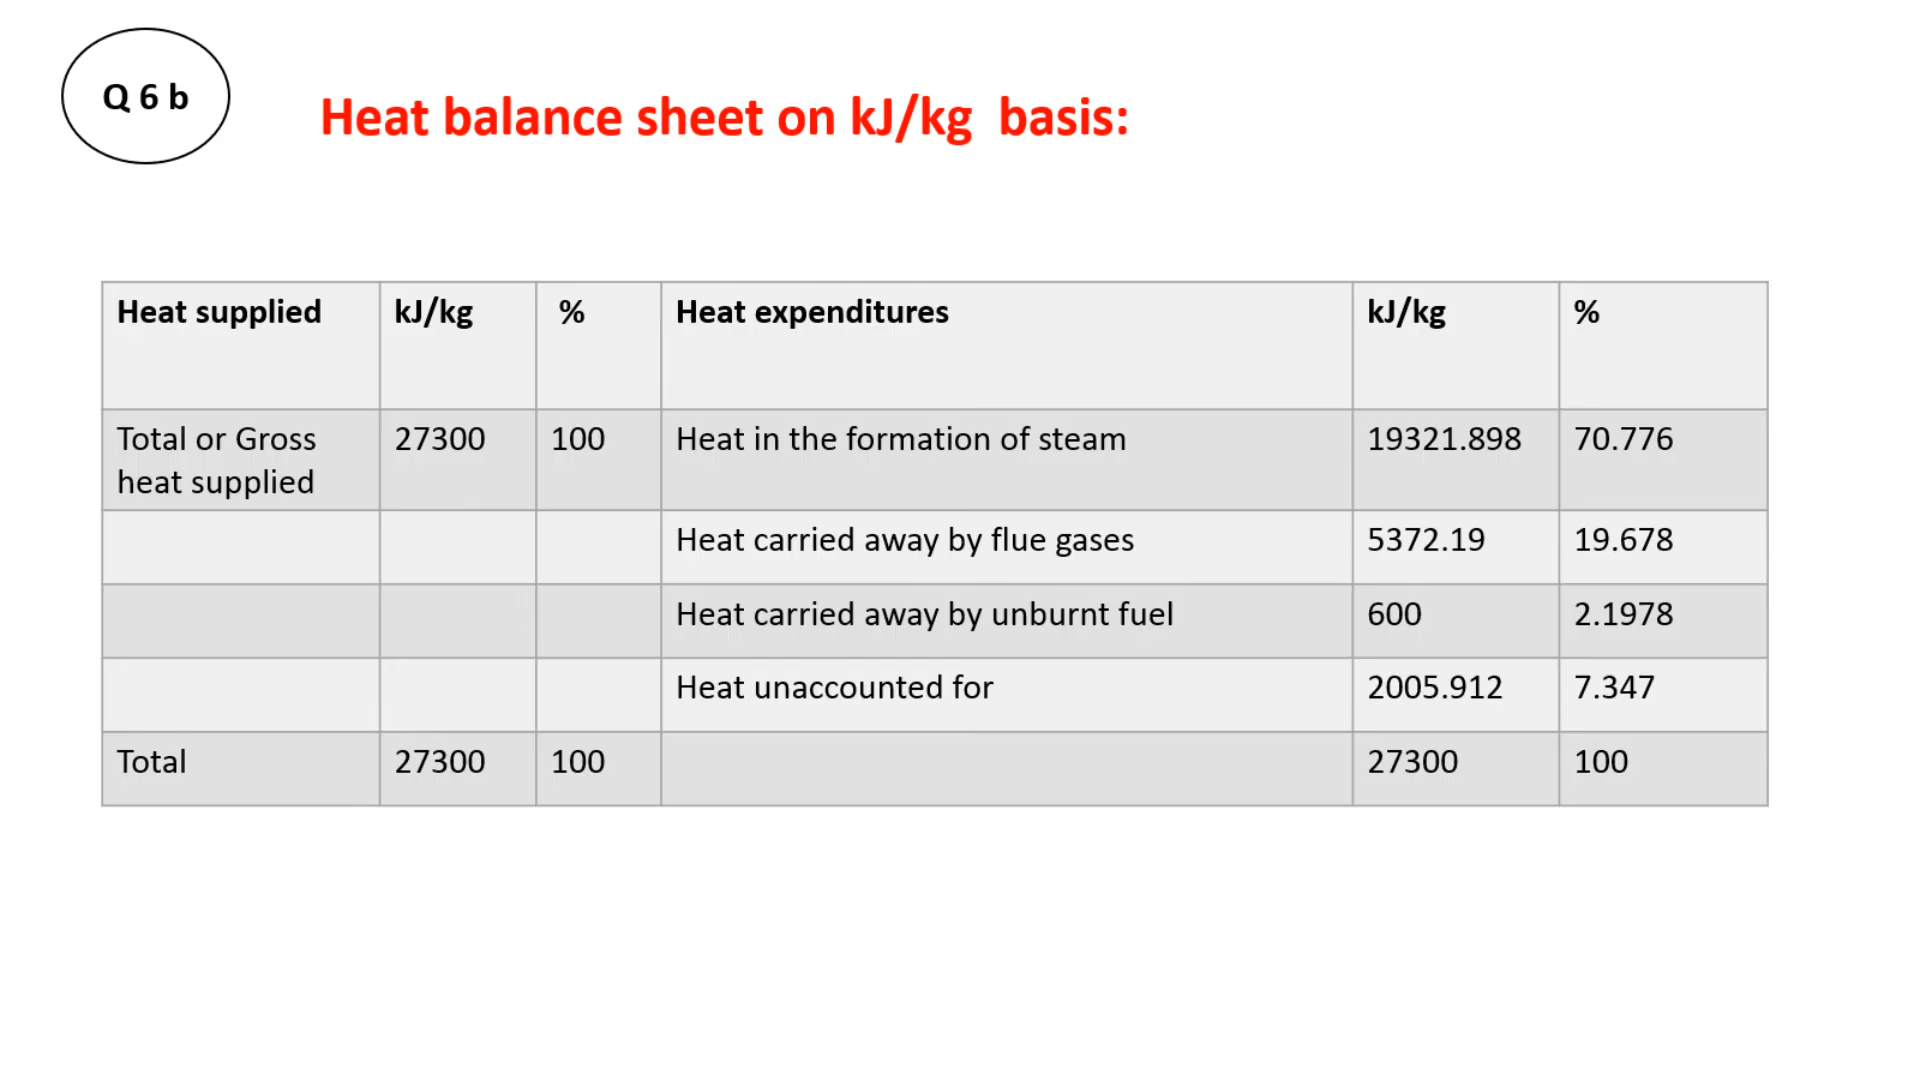 Q 6 b
Heat balance sheet on kJ/kg basis:
Heat supplied kJ/kg % Heat expenditures kJ/kg %
Total or Gross 27300 100 Heat in the formation of steam 19321.898 70.776
heat supplied
Heat carried away by flue gases 5372.19 19.678
Heat carried away by unburnt fuel 600 2.1978
Heat unaccounted for 2005.912 7.347
Total 27300 100 27300 100